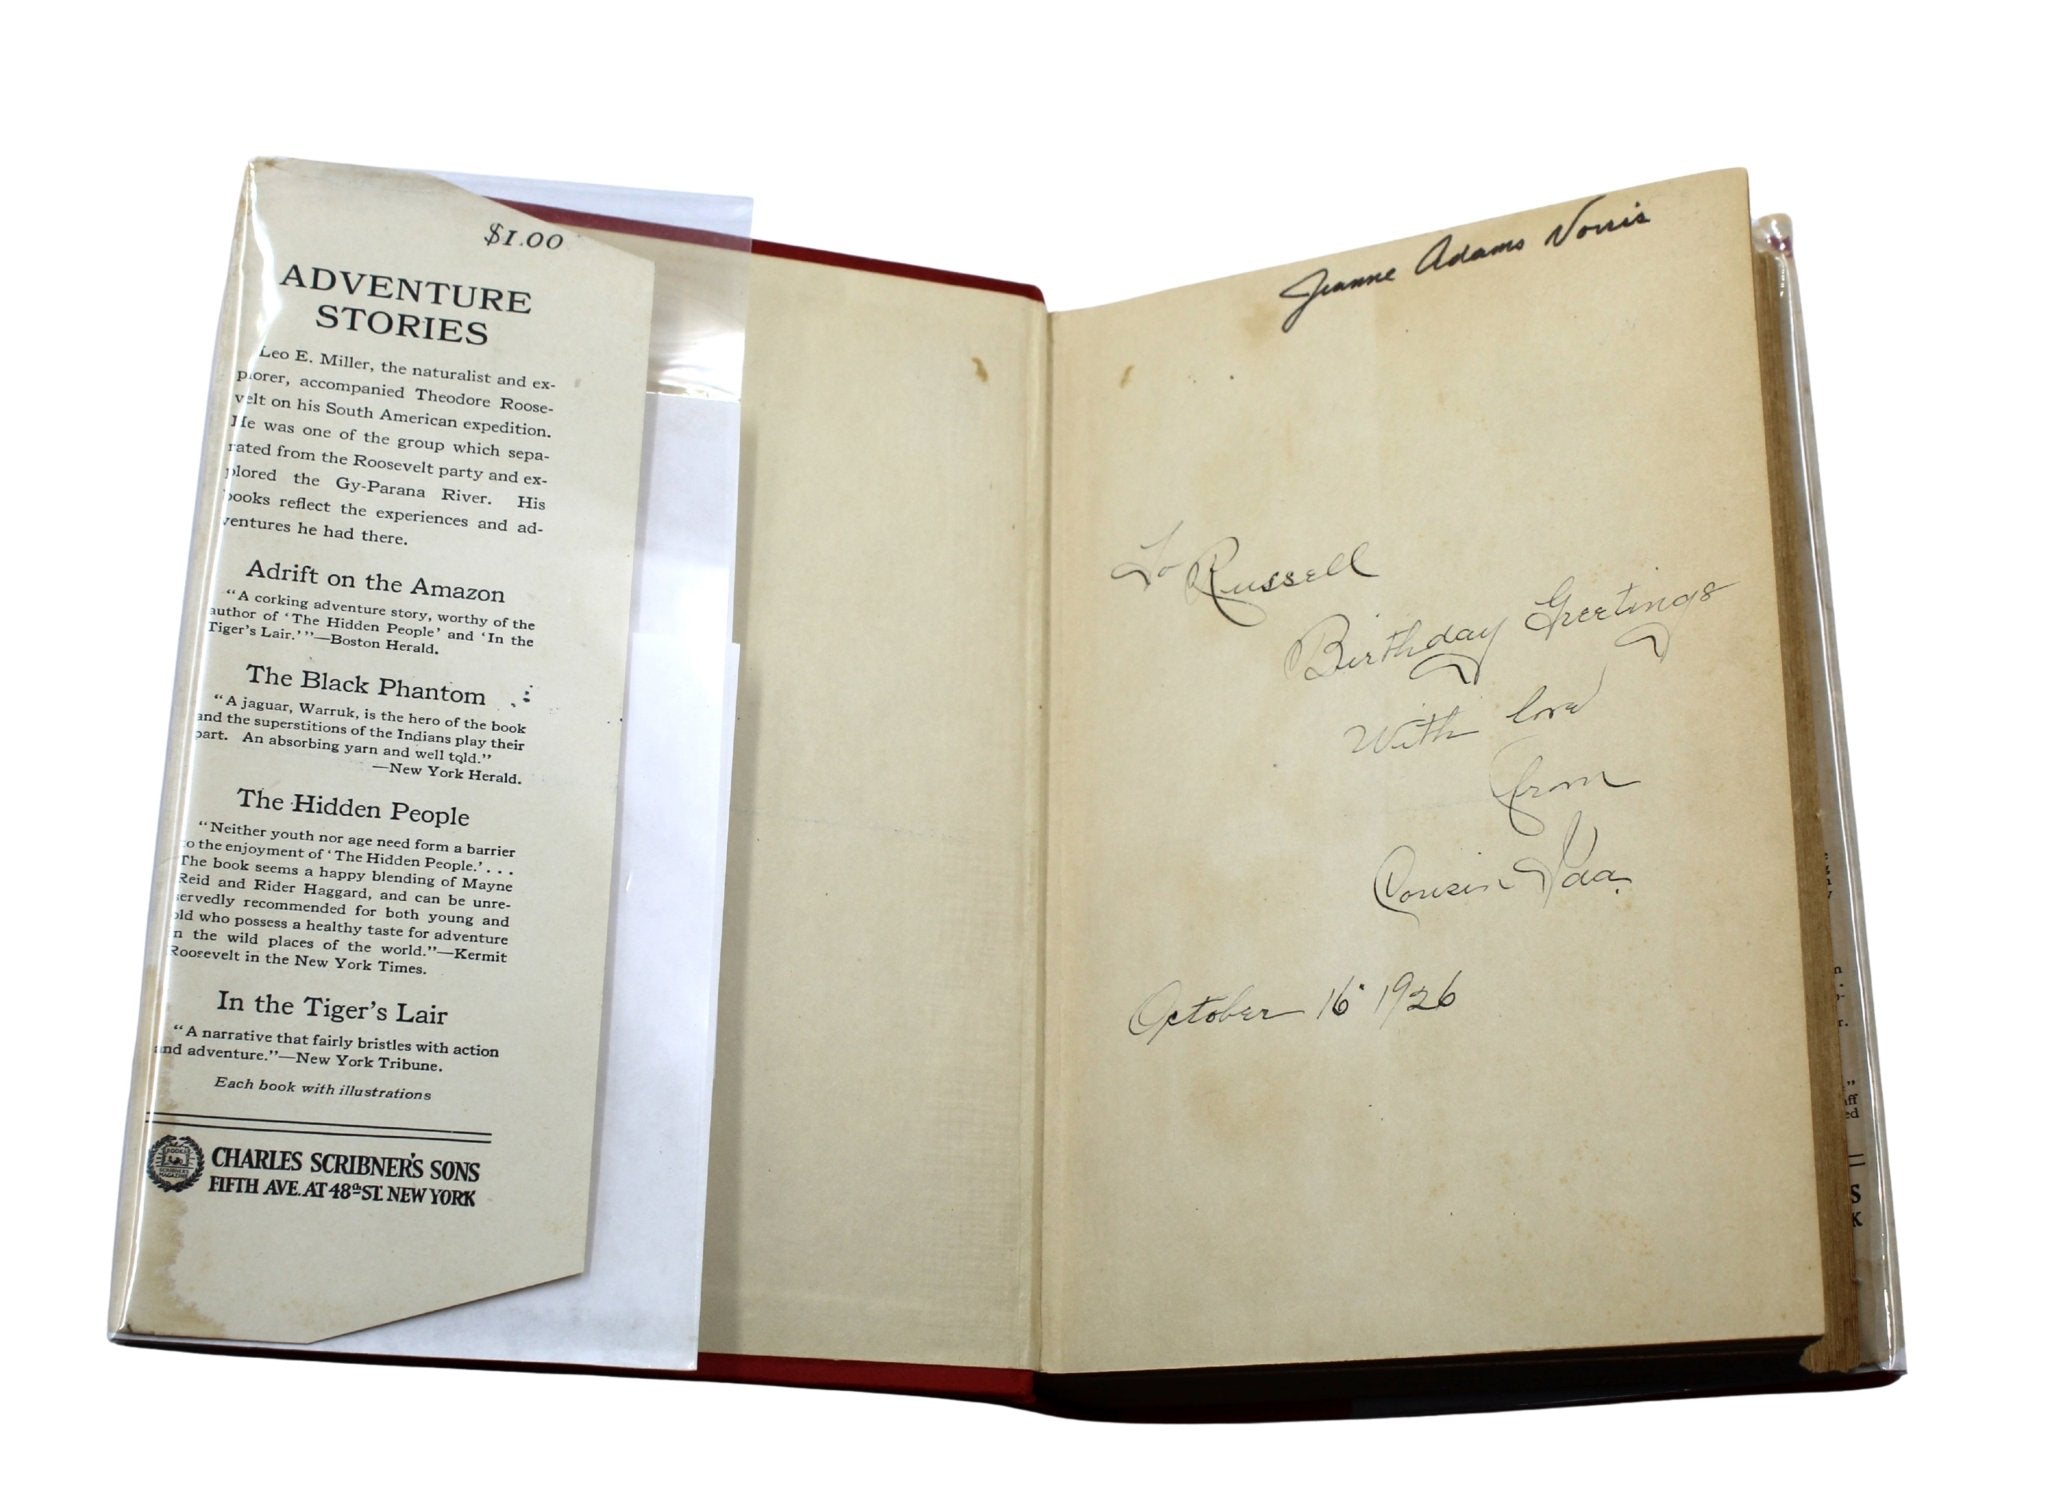 $1.00
ADVENTURE
STORIES
Leo E. Miller, the naturalist and ex-
plorer, accompanied Theodore Roose-
velt on his South American expedition.
He was one of the group which sepa-
rated from the Roosevelt party and ex-
plored the Gy-Parana River. His
books reflect the experiences and ad-
ventures he had there.
Adrift on the Amazon
"A corking adventure story, worthy of the
author of 'The Hidden People' and 'In the
Tiger's Lair.'"—Boston Herald.
The Black Phantom
"A jaguar, Warruk, is the hero of the book
and the superstitions of the Indians play their
part. An absorbing yarn and well told."
—New York Herald.
The Hidden People
"Neither youth nor age need form a barrier
to the enjoyment of 'The Hidden People.'...
The book seems a happy blending of Mayne
Reid and Rider Haggard, and can be unre-
servedly recommended for both young and
old who possess a healthy taste for adventure
in the wild places of the world."—Kermit
Roosevelt in the New York Times.
In the Tiger's Lair
"A narrative that fairly bristles with action
and adventure."—New York Tribune.
Each book with illustrations
CHARLES SCRIBNER'S SONS
FIFTH AVE. AT 48th ST. NEW YORK
Jeanne Adams Norris
To Russell
Birthday Greetings
With love
from
Cousin Ida.
October 16 1926